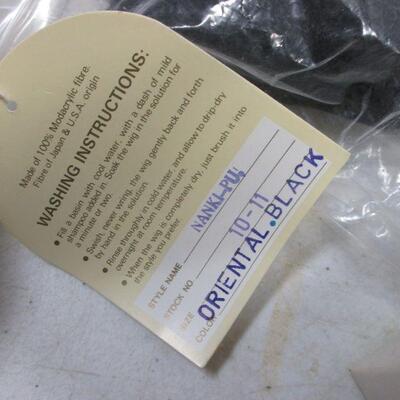 Made of 100% Modacrylic fibre.
Fibre of Japan & U.S.A. origin
WASHING INSTRUCTIONS:
• Fill a basin with cool water, with a dash of mild
shampoo added in. Soak the wig in the solution for
a minute or two.
• Swish, never wring, the wig gently back and forth
by hand in the solution.
• Rinse throughly in cold water, and allow to drip-dry
overnight at room temperature.
• When the wig is completely dry, just brush it into
the style you prefer.
STYLE NAME NANKI-PU
STOCK NO 10-11
SIZE
COLO ORIENTAL.BLACK